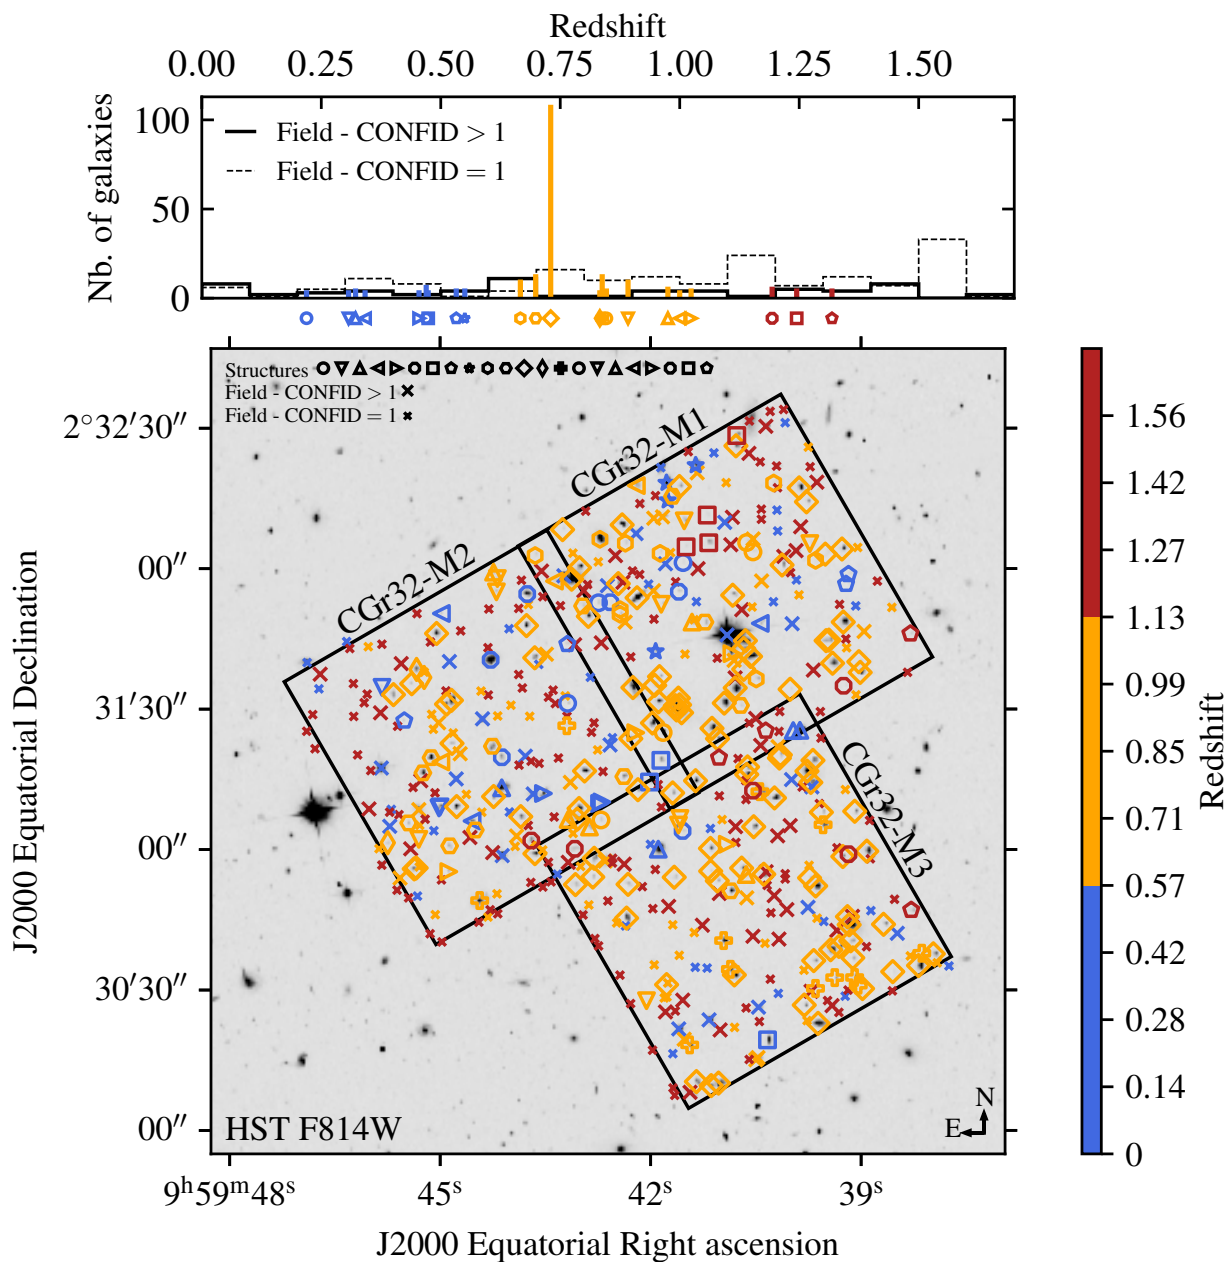 Redshift
0.00 0.25 0.50 0.75 1.00 1.25 1.50
Nb. of galaxies
100
50
0
Field - CONFID > 1
Field - CONFID = 1
Structures
Field - CONFID > 1
Field - CONFID = 1
CGr32-M1
CGr32-M2
CGr32-M3
2°32′30″
00″
31′30″
00″
30′30″
00″
J2000 Equatorial Declination
HST F814W
N
E
9ʰ59ᵐ48ˢ 45ˢ 42ˢ 39ˢ
J2000 Equatorial Right ascension
1.56
1.42
1.27
1.13
0.99
0.85
0.71
0.57
0.42
0.28
0.14
0
Redshift